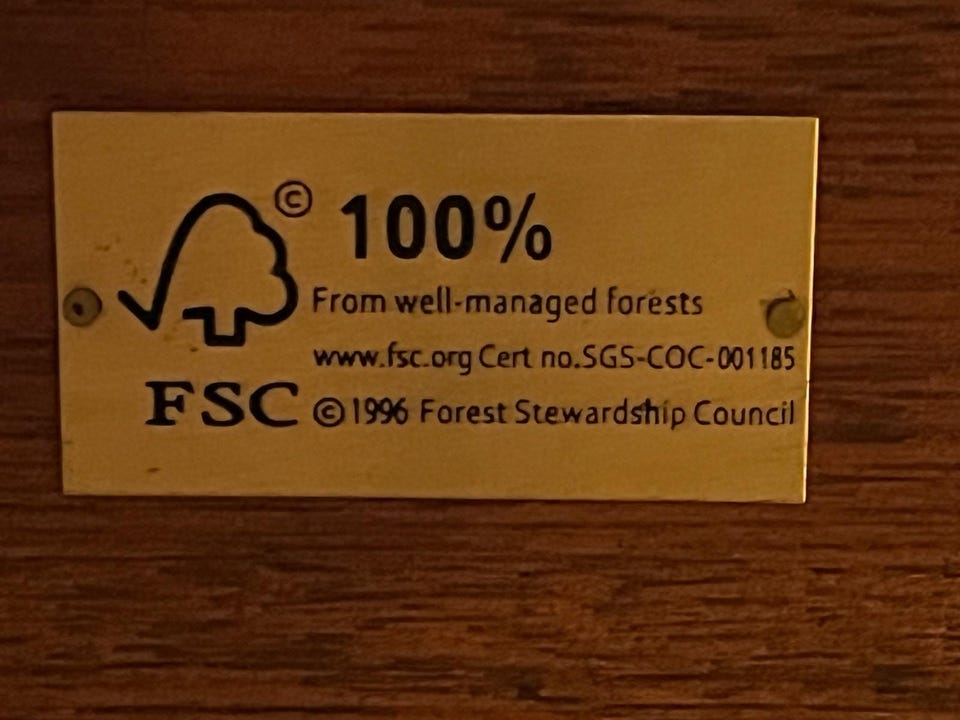 © 100%
From well-managed forests
www.fsc.org Cert no.SGS-COC-001185
FSC © 1996 Forest Stewardship Council